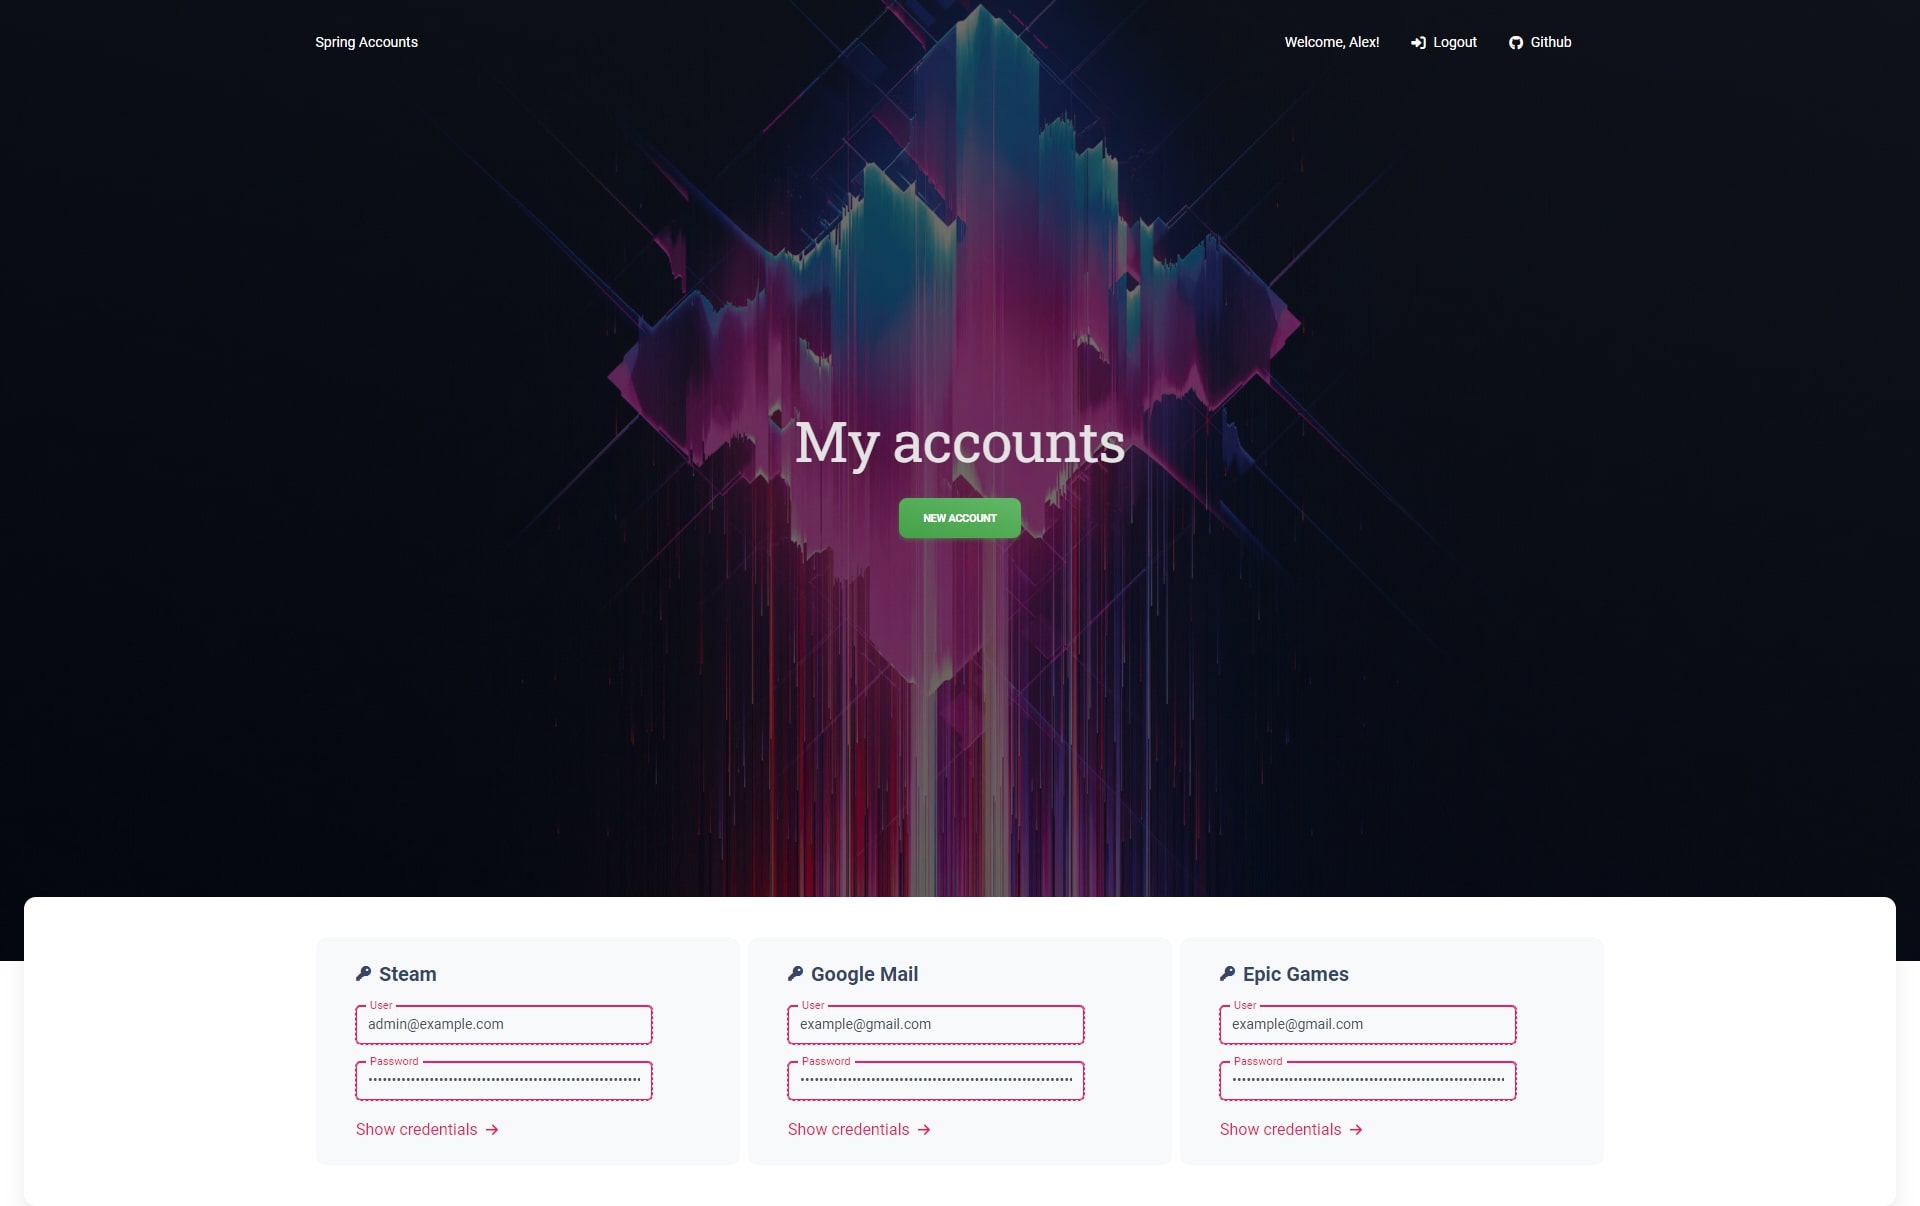 Spring Accounts
Welcome, Alex!
Logout
Github
My accounts
NEW ACCOUNT
Steam
User
admin@example.com
Password
Show credentials →
Google Mail
User
example@gmail.com
Password
Show credentials →
Epic Games
User
example@gmail.com
Password
Show credentials →